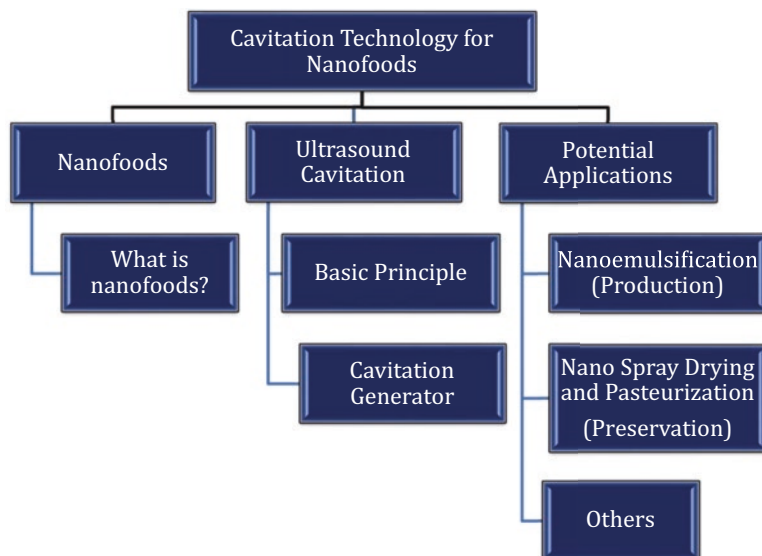 Cavitation Technology for
Nanofoods
Nanofoods
What is
nanofoods?
Ultrasound
Cavitation
Basic Principle
Cavitation
Generator
Potential
Applications
Nanoemulsification
(Production)
Nano Spray Drying
and Pasteurization
(Preservation)
Others